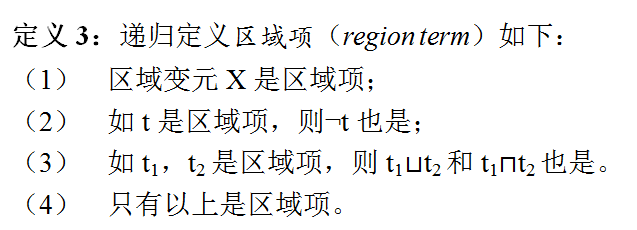 定义 3：递归定义区域项（region term）如下：
（1） 区域变元 X 是区域项；
（2） 如 t 是区域项，则¬t 也是；
（3） 如 t₁，t₂ 是区域项，则 t₁⊔t₂ 和 t₁⊓t₂ 也是。
（4） 只有以上是区域项。